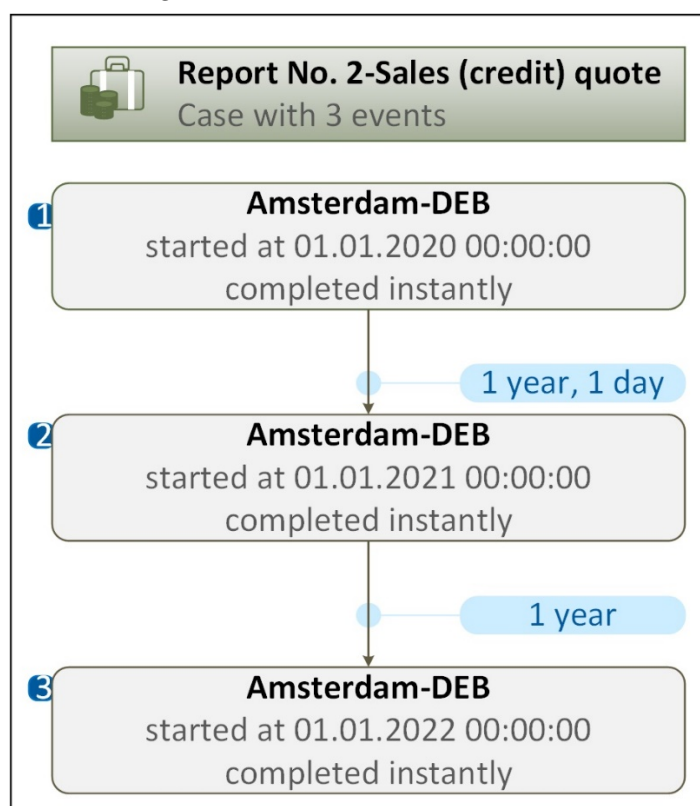 Report No. 2-Sales (credit) quote
Case with 3 events
1
Amsterdam-DEB
started at 01.01.2020 00:00:00
completed instantly
1 year, 1 day
2
Amsterdam-DEB
started at 01.01.2021 00:00:00
completed instantly
1 year
3
Amsterdam-DEB
started at 01.01.2022 00:00:00
completed instantly